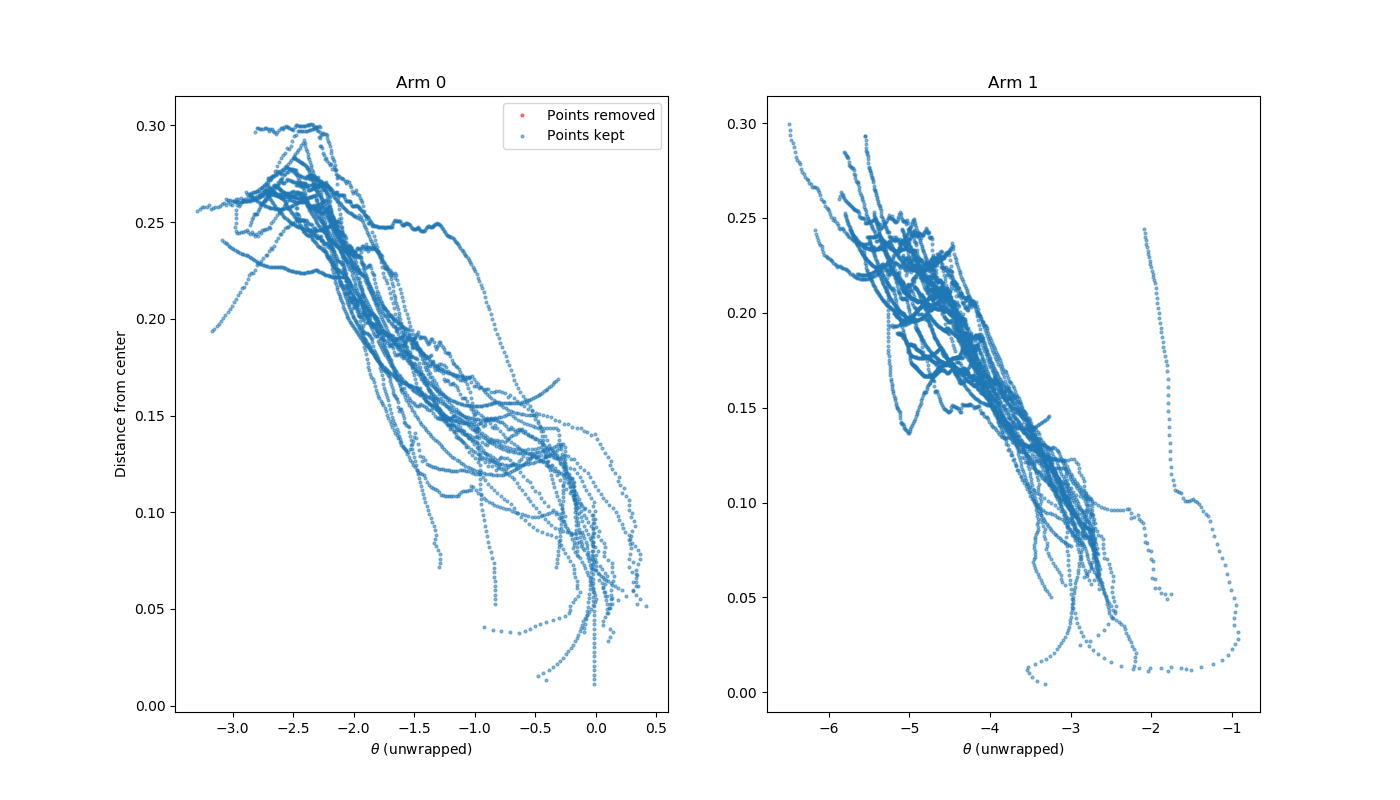 Arm 0
Points removed
Points kept
0.30
0.25
0.20
0.15
0.10
0.05
0.00
Distance from center
−3.0 −2.5 −2.0 −1.5 −1.0 −0.5 0.0 0.5
θ (unwrapped)
Arm 1
0.30
0.25
0.20
0.15
0.10
0.05
0.00
−6 −5 −4 −3 −2 −1
θ (unwrapped)